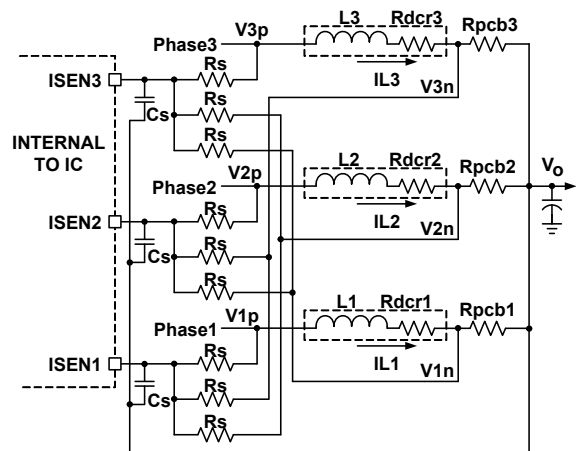 V3p
L3
Rdcr3
Rpcb3
Phase3
Rs
ISEN3
IL3
V3n
Cs
Rs
Rs
INTERNAL
TO IC
V2p
L2
Rdcr2
Rpcb2
Vo
Phase2
Rs
ISEN2
IL2
V2n
Cs
Rs
Rs
V1p
L1
Rdcr1
Rpcb1
Phase1
Rs
ISEN1
IL1
V1n
Cs
Rs
Rs